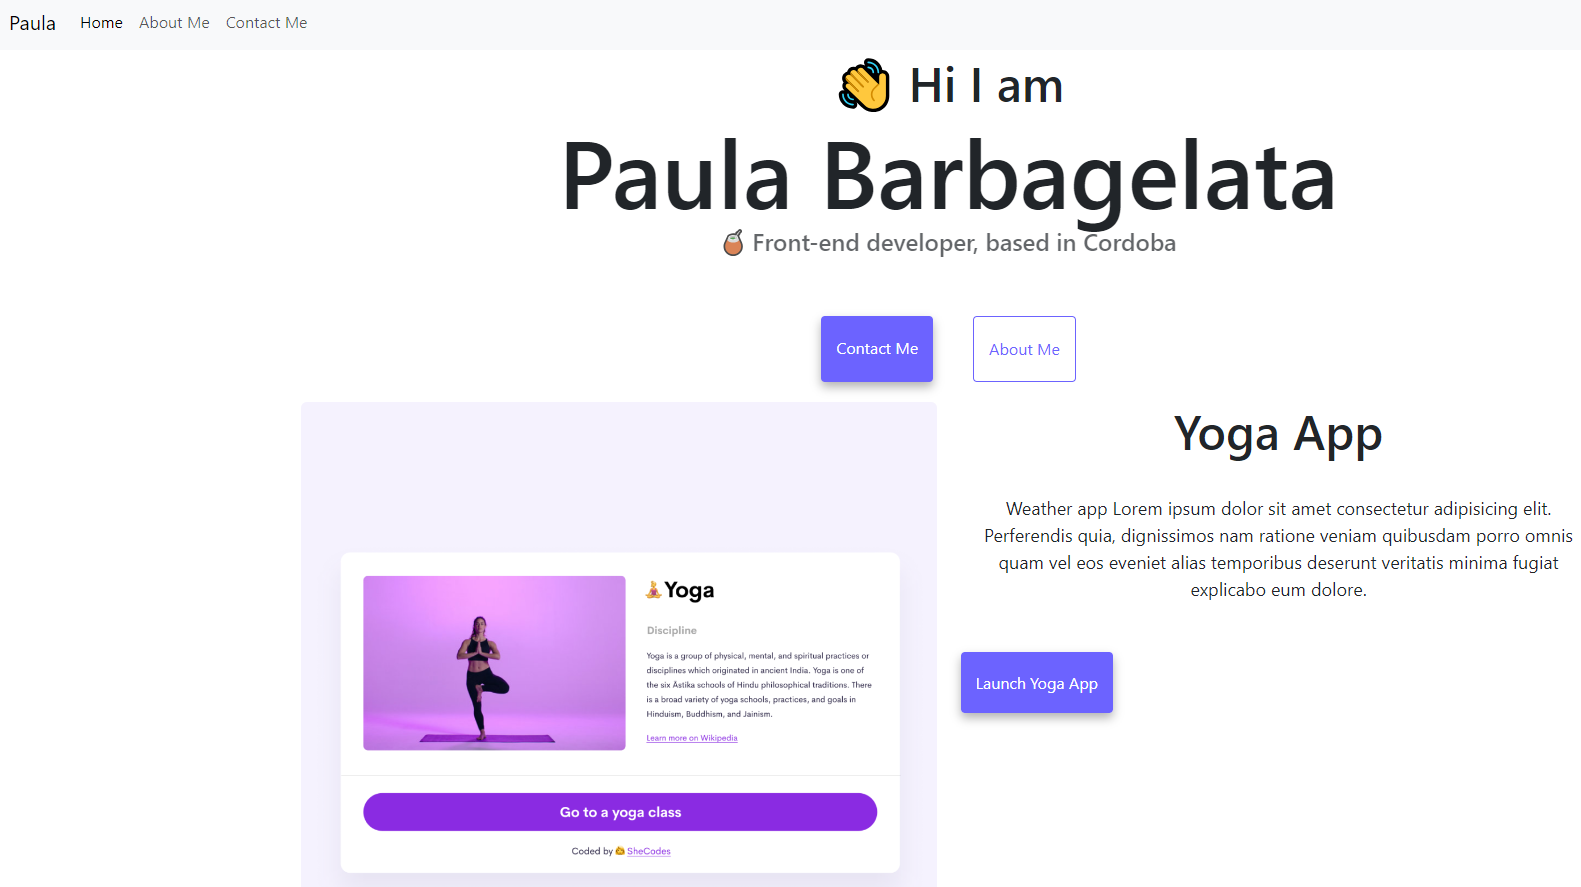 Paula Home About Me Contact Me
👋 Hi I am
Paula Barbagelata
🧉 Front-end developer, based in Cordoba
Contact Me About Me
Yoga App
Weather app Lorem ipsum dolor sit amet consectetur adipisicing elit.
Perferendis quia, dignissimos nam ratione veniam quibusdam porro omnis
quam vel eos eveniet alias temporibus deserunt veritatis minima fugiat
explicabo eum dolore.
Launch Yoga App
🧘Yoga
Discipline
Yoga is a group of physical, mental, and spiritual practices or
disciplines which originated in ancient India. Yoga is one of
the six Āstika schools of Hindu philosophical traditions. There
is a broad variety of yoga schools, practices, and goals in
Hinduism, Buddhism, and Jainism.
Learn more on Wikipedia
Go to a yoga class
Coded by SheCodes